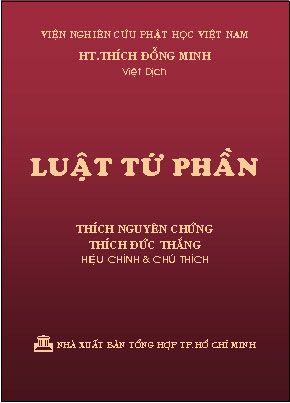 VIỆN NGHIÊN CỨU PHẬT HỌC VIỆT NAM
HT.THÍCH ĐỖNG MINH
Việt Dịch
LUẬT TỨ PHẦN
THÍCH NGUYÊN CHỨNG
THÍCH ĐỨC THẮNG
HIỆU CHÍNH & CHÚ THÍCH
NHÀ XUẤT BẢN TỔNG HỢP TP.HỒ CHÍ MINH